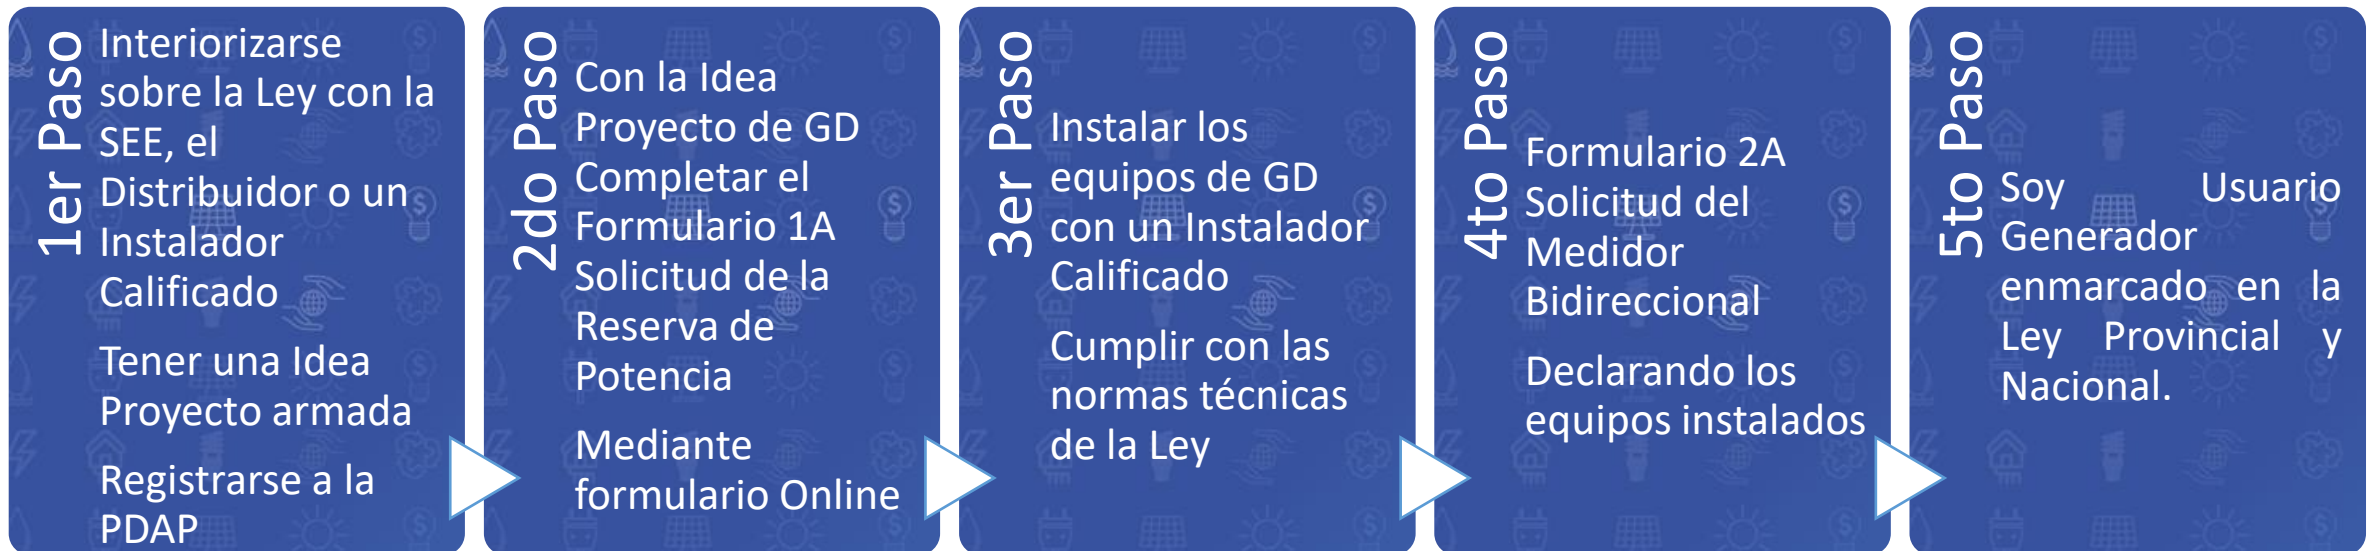 1er Paso
Interiorizarse
sobre la Ley con la
SEE, el
Distribuidor o un
Instalador
Calificado
Tener una Idea
Proyecto armada
Registrarse a la
PDAP
2do Paso
Con la Idea
Proyecto de GD
Completar el
Formulario 1A
Solicitud de la
Reserva de
Potencia
Mediante
formulario Online
3er Paso
Instalar los
equipos de GD
con un Instalador
Calificado
Cumplir con las
normas técnicas
de la Ley
4to Paso
Formulario 2A
Solicitud del
Medidor
Bidireccional
Declarando los
equipos instalados
5to Paso
Soy Usuario
Generador
enmarcado en la
Ley Provincial y
Nacional.